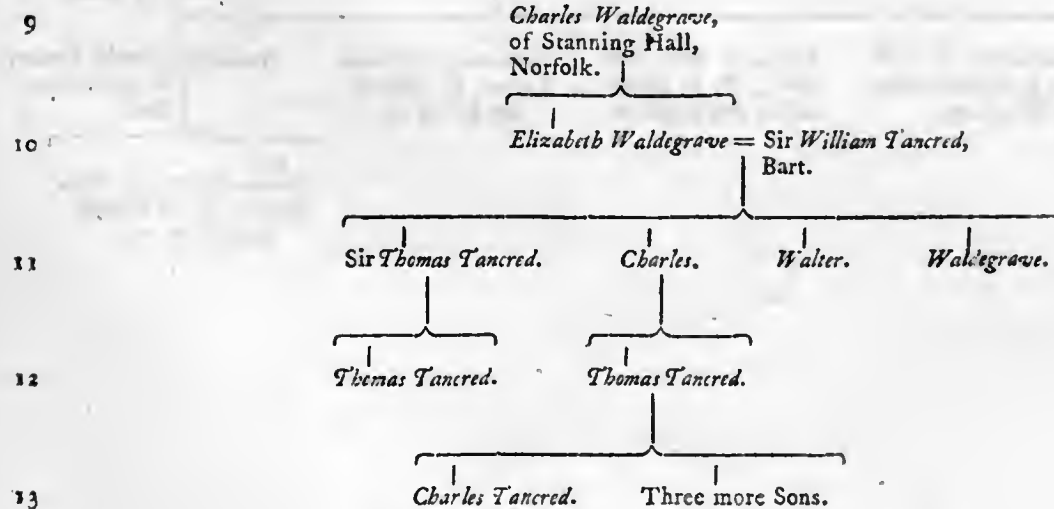 9 Charles Waldegrave,
of Stanning Hall,
Norfolk.
10 Elizabeth Waldegrave = Sir William Tancred,
Bart.
11 Sir Thomas Tancred. Charles. Walter. Waldegrave.
12 Thomas Tancred. Thomas Tancred.
13 Charles Tancred. Three more Sons.